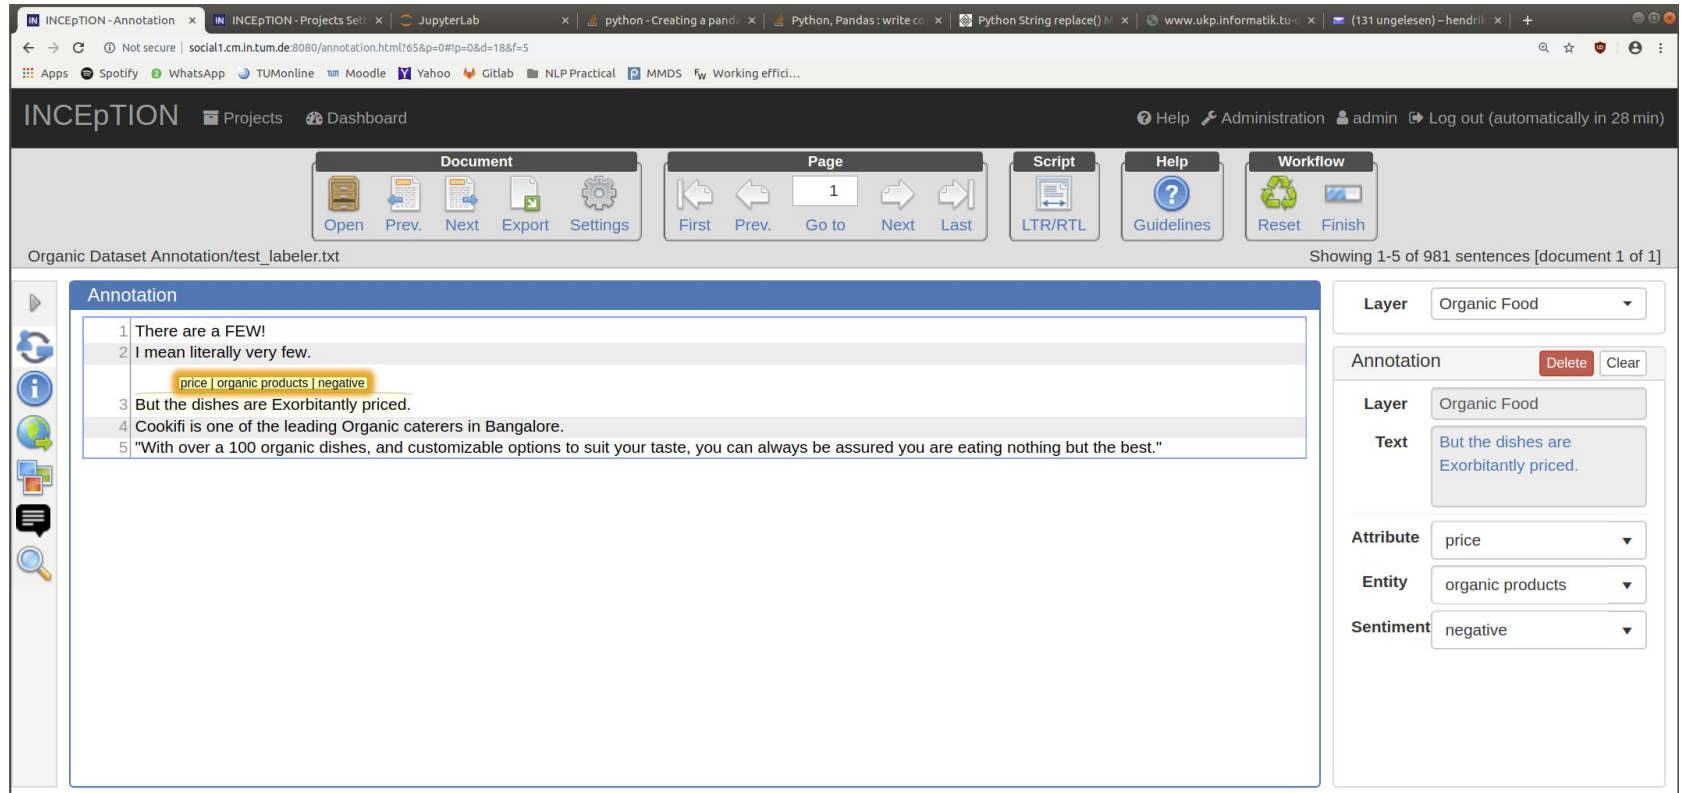 INCEpTION - Annotation
INCEpTION - Projects Sett
JupyterLab
python - Creating a panda
Python, Pandas : write co
Python String replace() M
www.ukp.informatik.tu-d
(131 ungelesen) – hendrik
Not secure | social1.cm.in.tum.de:8080/annotation.html?65&p=0#!p=0&d=18&f=5
Apps Spotify WhatsApp TUMonline Moodle Yahoo Gitlab NLP Practical MMDS FW Working effici...
INCEpTION Projects Dashboard Help Administration admin Log out (automatically in 28 min)
Document Page Script Help Workflow
1
Open Prev. Next Export Settings First Prev. Go to Next Last LTR/RTL Guidelines Reset Finish
Organic Dataset Annotation/test_labeler.txt Showing 1-5 of 981 sentences [document 1 of 1]
Annotation
1 There are a FEW!
2 I mean literally very few.
price | organic products | negative
3 But the dishes are Exorbitantly priced.
4 Cookifi is one of the leading Organic caterers in Bangalore.
5 "With over a 100 organic dishes, and customizable options to suit your taste, you can always be assured you are eating nothing but the best."
Layer Organic Food
Annotation Delete Clear
Layer Organic Food
Text But the dishes are
Exorbitantly priced.
Attribute price
Entity organic products
Sentiment negative